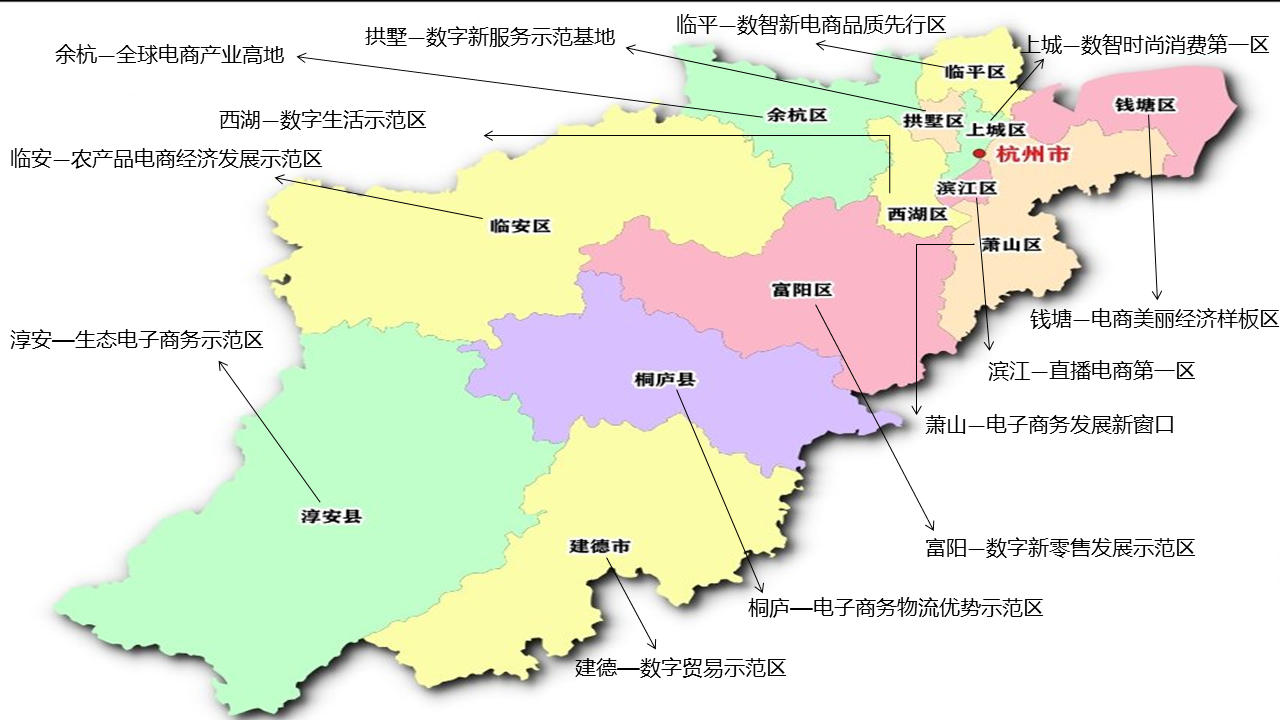 临平—数智新电商品质先行区
拱墅—数字新服务示范基地
上城—数智时尚消费第一区
余杭—全球电商产业高地
临平区
钱塘区
余杭区
拱墅区
上城区
西湖—数字生活示范区
杭州市
临安—农产品电商经济发展示范区
滨江区
西湖区
临安区
萧山区
富阳区
钱塘—电商美丽经济样板区
淳安—生态电子商务示范区
滨江—直播电商第一区
桐庐县
萧山—电子商务发展新窗口
淳安县
建德市
富阳—数字新零售发展示范区
桐庐—电子商务物流优势示范区
建德—数字贸易示范区